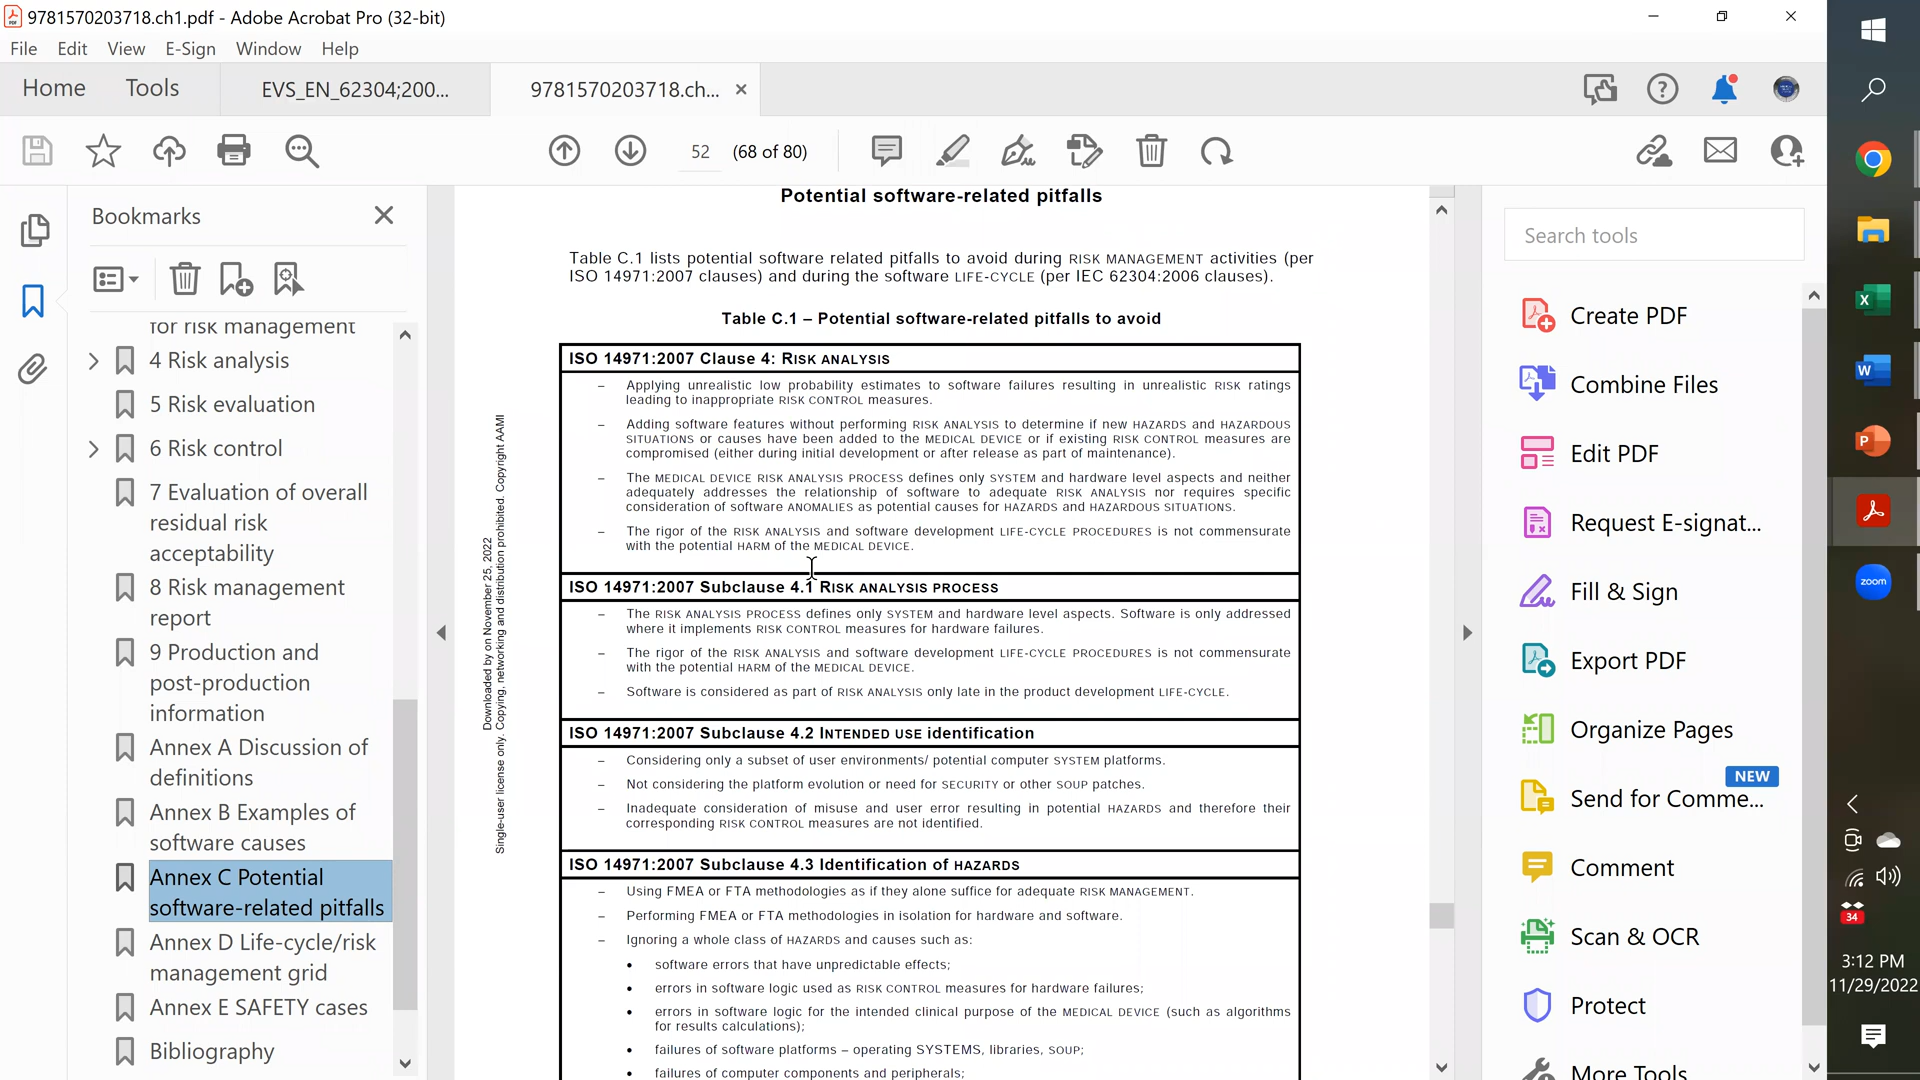 9781570203718.ch1.pdf - Adobe Acrobat Pro (32-bit)
File Edit View E-Sign Window Help
Home Tools EVS_EN_62304;200... 9781570203718.ch...
52 (68 of 80)
Bookmarks
for risk management
4 Risk analysis
5 Risk evaluation
6 Risk control
7 Evaluation of overall
residual risk
acceptability
8 Risk management
report
9 Production and
post-production
information
Annex A Discussion of
definitions
Annex B Examples of
software causes
Annex C Potential
software-related pitfalls
Annex D Life-cycle/risk
management grid
Annex E SAFETY cases
Bibliography
Downloaded by on November 25, 2022
Single-user license only. Copying, networking and distribution prohibited. Copyright AAMI
Potential software-related pitfalls
Table C.1 lists potential software related pitfalls to avoid during RISK MANAGEMENT activities (per
ISO 14971:2007 clauses) and during the software LIFE-CYCLE (per IEC 62304:2006 clauses).
Table C.1 – Potential software-related pitfalls to avoid
ISO 14971:2007 Clause 4: RISK ANALYSIS
– Applying unrealistic low probability estimates to software failures resulting in unrealistic RISK ratings
leading to inappropriate RISK CONTROL measures.
– Adding software features without performing RISK ANALYSIS to determine if new HAZARDS and HAZARDOUS
SITUATIONS or causes have been added to the MEDICAL DEVICE or if existing RISK CONTROL measures are
compromised (either during initial development or after release as part of maintenance).
– The MEDICAL DEVICE RISK ANALYSIS PROCESS defines only SYSTEM and hardware level aspects and neither
adequately addresses the relationship of software to adequate RISK ANALYSIS nor requires specific
consideration of software ANOMALIES as potential causes for HAZARDS and HAZARDOUS SITUATIONS.
– The rigor of the RISK ANALYSIS and software development LIFE-CYCLE PROCEDURES is not commensurate
with the potential HARM of the MEDICAL DEVICE.
ISO 14971:2007 Subclause 4.1 RISK ANALYSIS PROCESS
– The RISK ANALYSIS PROCESS defines only SYSTEM and hardware level aspects. Software is only addressed
where it implements RISK CONTROL measures for hardware failures.
– The rigor of the RISK ANALYSIS and software development LIFE-CYCLE PROCEDURES is not commensurate
with the potential HARM of the MEDICAL DEVICE.
– Software is considered as part of RISK ANALYSIS only late in the product development LIFE-CYCLE.
ISO 14971:2007 Subclause 4.2 INTENDED USE identification
– Considering only a subset of user environments/ potential computer SYSTEM platforms.
– Not considering the platform evolution or need for SECURITY or other SOUP patches.
– Inadequate consideration of misuse and user error resulting in potential HAZARDS and therefore their
corresponding RISK CONTROL measures are not identified.
ISO 14971:2007 Subclause 4.3 Identification of HAZARDS
– Using FMEA or FTA methodologies as if they alone suffice for adequate RISK MANAGEMENT.
– Performing FMEA or FTA methodologies in isolation for hardware and software.
– Ignoring a whole class of HAZARDS and causes such as:
• software errors that have unpredictable effects;
• errors in software logic used as RISK CONTROL measures for hardware failures;
• errors in software logic for the intended clinical purpose of the MEDICAL DEVICE (such as algorithms
for results calculations);
• failures of software platforms – operating SYSTEMS, libraries, SOUP;
• failures of computer components and peripherals;
Search tools
Create PDF
Combine Files
Edit PDF
Request E-signat...
Fill & Sign
Export PDF
Organize Pages
NEW
Send for Comme...
Comment
Scan & OCR
Protect
More Tools
X
W
P
zoom
34
3:12 PM
11/29/2022